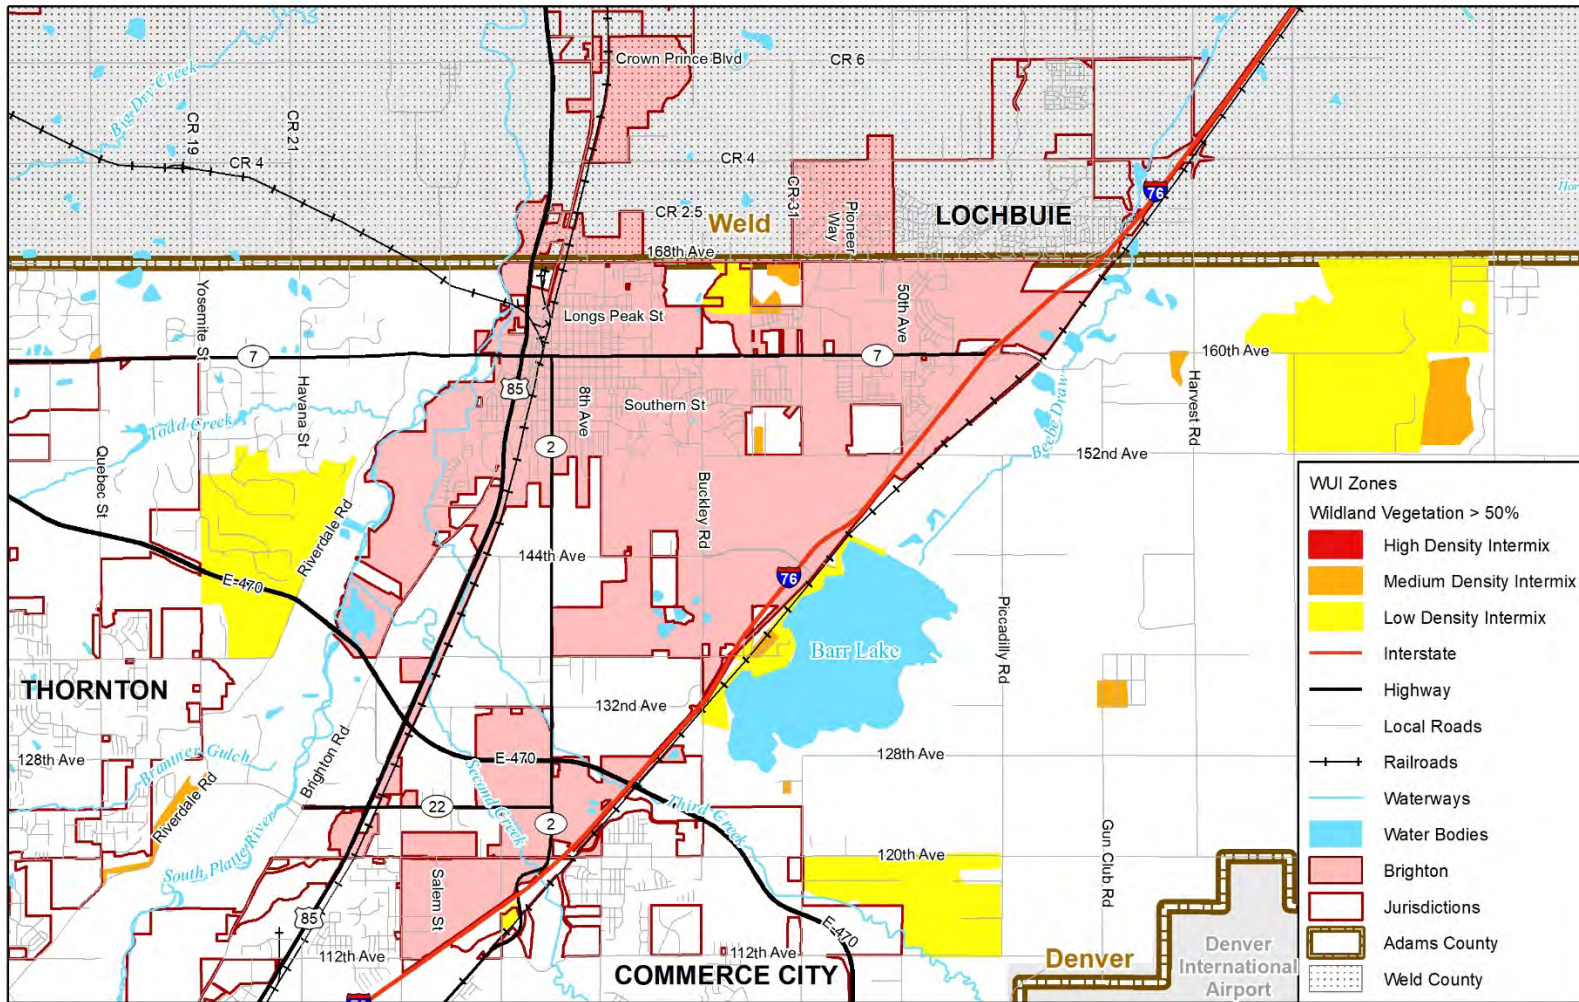 Crown Prince Blvd
CR 6
Big Dry Creek
CR 19
CR 21
CR 4
CR 4
CR 31
Pioneer
Way
76
CR 2.5
Weld
LOCHBUIE
168th Ave
Yosemite St
Longs Peak St
50th Ave
7
7
160th Ave
85
Havana St
8th Ave
Southern St
Todd Creek
Beebe Draw
Harvest Rd
2
152nd Ave
Quebec St
Buckley Rd
Riverdale Rd
144th Ave
E-470
76
Piccadilly Rd
Barr Lake
THORNTON
132nd Ave
128th Ave
Brantner Gulch
Brighton Rd
E-470
128th Ave
Riverdale Rd
22
Second Creek
Third Creek
2
Gun Club Rd
South Platte River
120th Ave
Salem St
85
E-470
112th Ave
112th Ave
COMMERCE CITY
Denver
Denver
International
Airport
WUI Zones
Wildland Vegetation > 50%
High Density Intermix
Medium Density Intermix
Low Density Intermix
Interstate
Highway
Local Roads
Railroads
Waterways
Water Bodies
Brighton
Jurisdictions
Adams County
Weld County